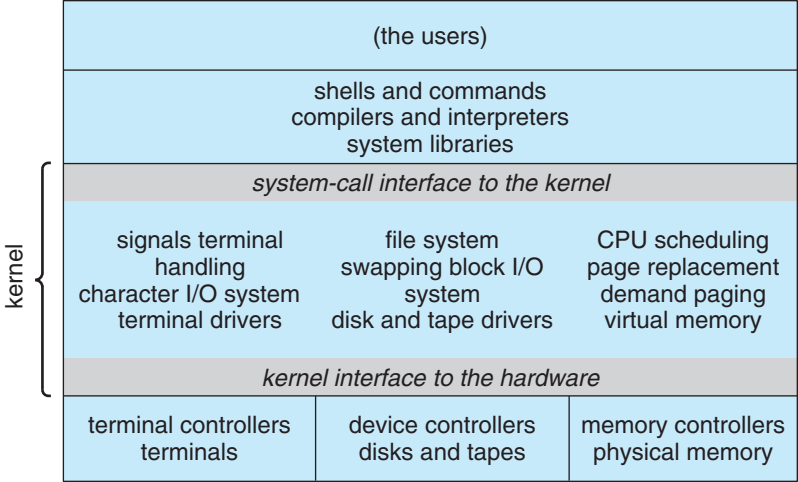 (the users)
shells and commands
compilers and interpreters
system libraries
system-call interface to the kernel
kernel
signals terminal
handling
character I/O system
terminal drivers
file system
swapping block I/O
system
disk and tape drivers
CPU scheduling
page replacement
demand paging
virtual memory
kernel interface to the hardware
terminal controllers
terminals
device controllers
disks and tapes
memory controllers
physical memory